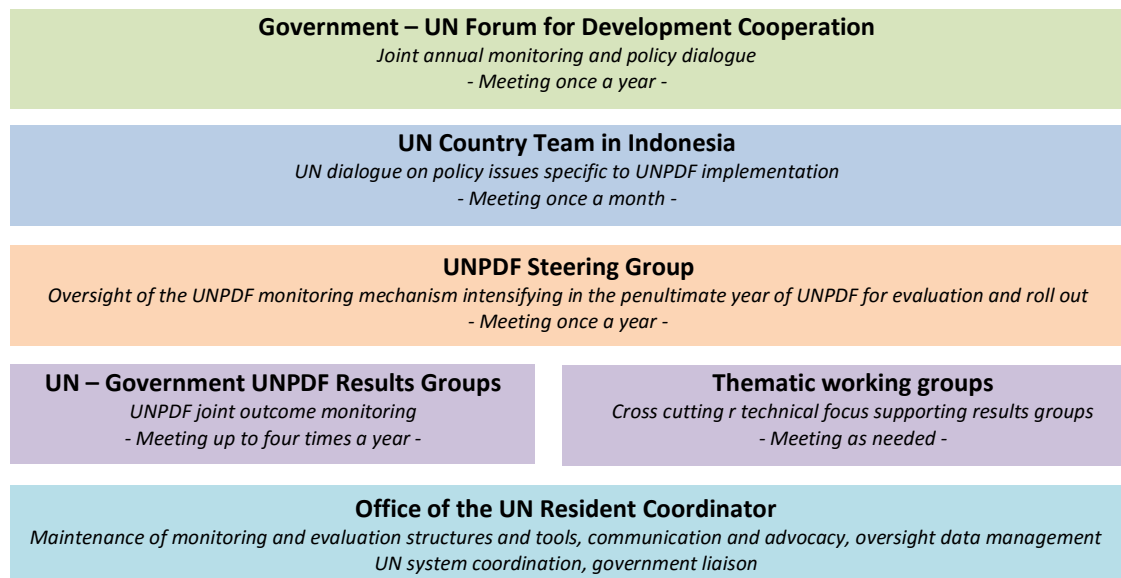 Government – UN Forum for Development Cooperation
Joint annual monitoring and policy dialogue
- Meeting once a year -
UN Country Team in Indonesia
UN dialogue on policy issues specific to UNPDF implementation
- Meeting once a month -
UNPDF Steering Group
Oversight of the UNPDF monitoring mechanism intensifying in the penultimate year of UNPDF for evaluation and roll out
- Meeting once a year -
UN – Government UNPDF Results Groups
UNPDF joint outcome monitoring
- Meeting up to four times a year -
Thematic working groups
Cross cutting r technical focus supporting results groups
- Meeting as needed -
Office of the UN Resident Coordinator
Maintenance of monitoring and evaluation structures and tools, communication and advocacy, oversight data management
UN system coordination, government liaison